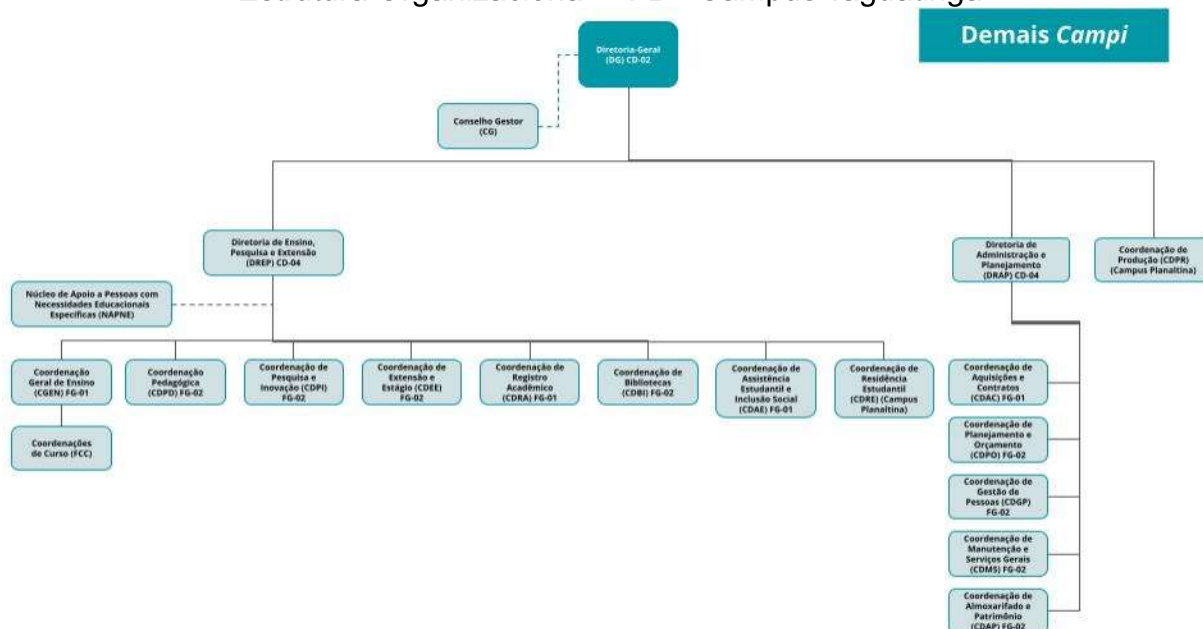 Demais Campi
Diretoria-Geral
(DG) CD-02
Conselho Gestor
(CG)
Diretoria de Ensino,
Pesquisa e Extensão
(DREP) CD-04
Diretoria de
Administração e
Planejamento
(DRAP) CD-04
Coordenação de
Produção (CDPR)
(Campus Planaltina)
Núcleo de Apoio a Pessoas com
Necessidades Educacionais
Específicas (NAPNE)
Coordenação
Geral de Ensino
(CGEN) FG-01
Coordenação
Pedagógica
(CDPD) FG-02
Coordenação de
Pesquisa e
Inovação (CDPI)
FG-02
Coordenação de
Extensão e
Estágio (CDEE)
FG-02
Coordenação de
Registro
Acadêmico
(CDRA) FG-01
Coordenação de
Bibliotecas
(CDBI) FG-02
Coordenação de
Assistência
Estudantil e
Inclusão Social
(CDAE) FG-01
Coordenação de
Residência
Estudantil
(CDRE) (Campus
Planaltina)
Coordenações
de Curso (FCC)
Coordenação de
Aquisições e
Contratos
(CDAC) FG-01
Coordenação de
Planejamento e
Orçamento
(CDPO) FG-02
Coordenação de
Gestão de
Pessoas (CDGP)
FG-02
Coordenação de
Manutenção e
Serviços Gerais
(CDMS) FG-02
Coordenação de
Almoxarifado e
Patrimônio
(CDAP) FG-02